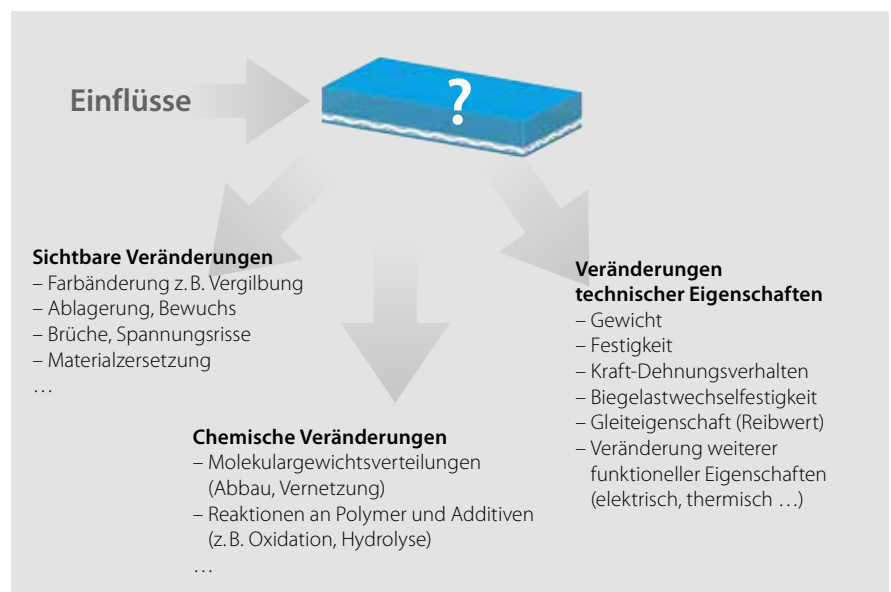 Einflüsse
?
Sichtbare Veränderungen
– Farbänderung z. B. Vergilbung
– Ablagerung, Bewuchs
– Brüche, Spannungsrisse
– Materialzersetzung
…
Chemische Veränderungen
– Molekulargewichtsverteilungen
(Abbau, Vernetzung)
– Reaktionen an Polymer und Additiven
(z. B. Oxidation, Hydrolyse)
…
Veränderungen
technischer Eigenschaften
– Gewicht
– Festigkeit
– Kraft-Dehnungsverhalten
– Biegelastwechselfestigkeit
– Gleiteigenschaft (Reibwert)
– Veränderung weiterer
funktioneller Eigenschaften
(elektrisch, thermisch …)